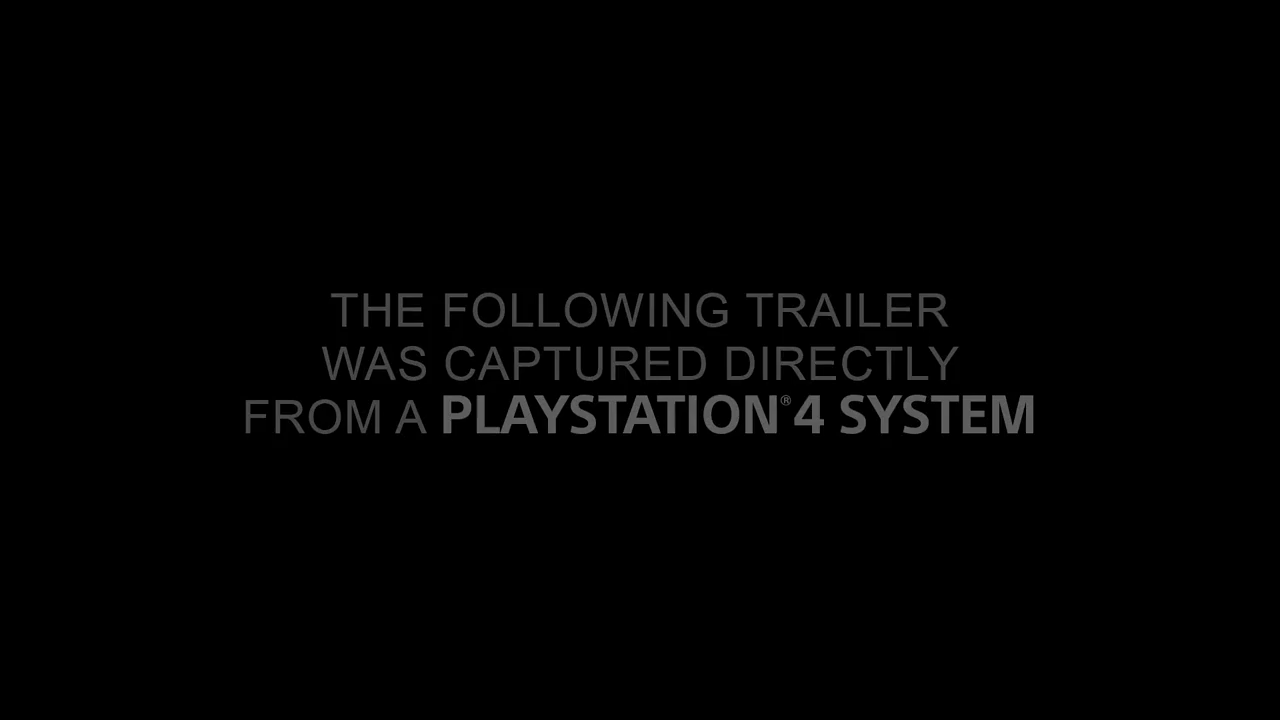 THE FOLLOWING TRAILER
WAS CAPTURED DIRECTLY
FROM A PLAYSTATION®4 SYSTEM